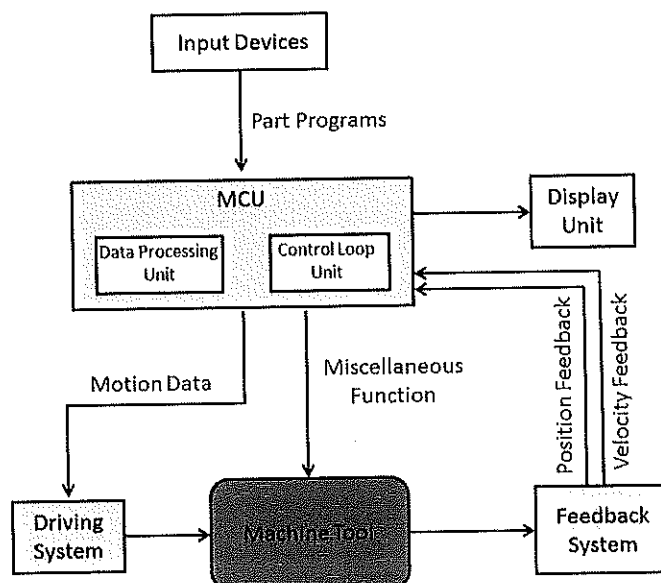 Input Devices
Part Programs
MCU
Data Processing
Unit
Control Loop
Unit
Display
Unit
Motion Data
Miscellaneous
Function
Position Feedback
Velocity Feedback
Driving
System
Machine Tool
Feedback
System